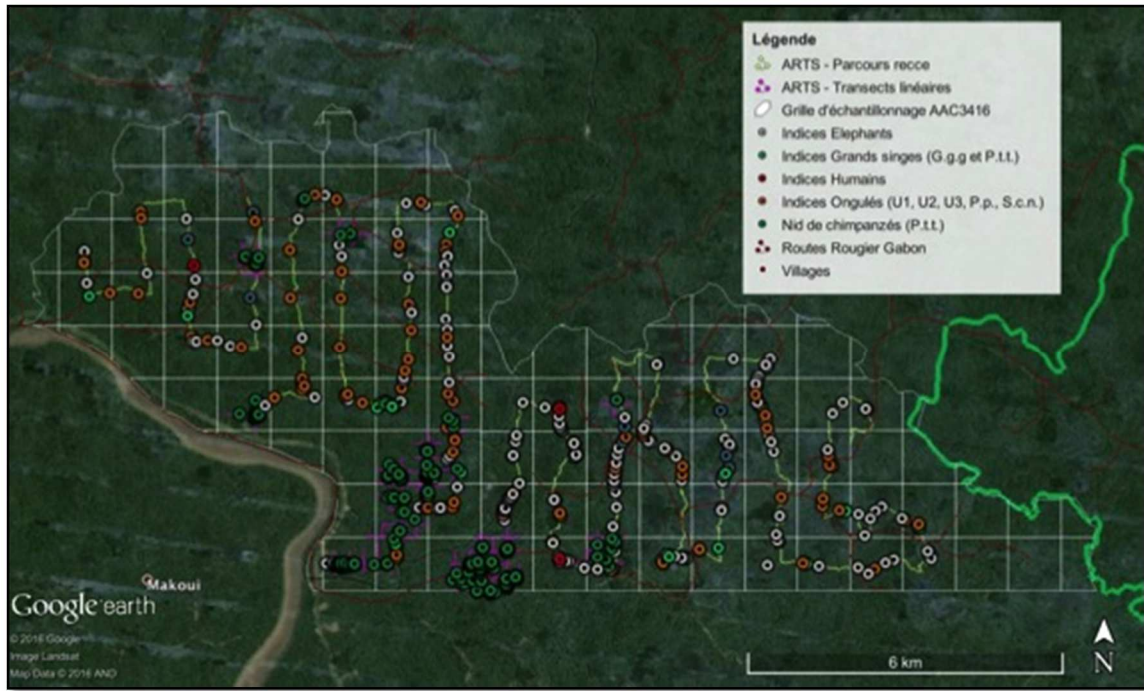 Légende
ARTS - Parcours recce
ARTS - Transects linéaires
Grille d'échantillonnage AAC3416
Indices Elephants
Indices Grands singes (G.g.g et P.t.t.)
Indices Humains
Indices Ongulés (U1, U2, U3, P.p., S.c.n.)
Nid de chimpanzés (P.t.t.)
Routes Rougier Gabon
Villages
Makoui
Google earth
© 2016 Google
Image Landsat
Map Data © 2016 AND
6 km
N